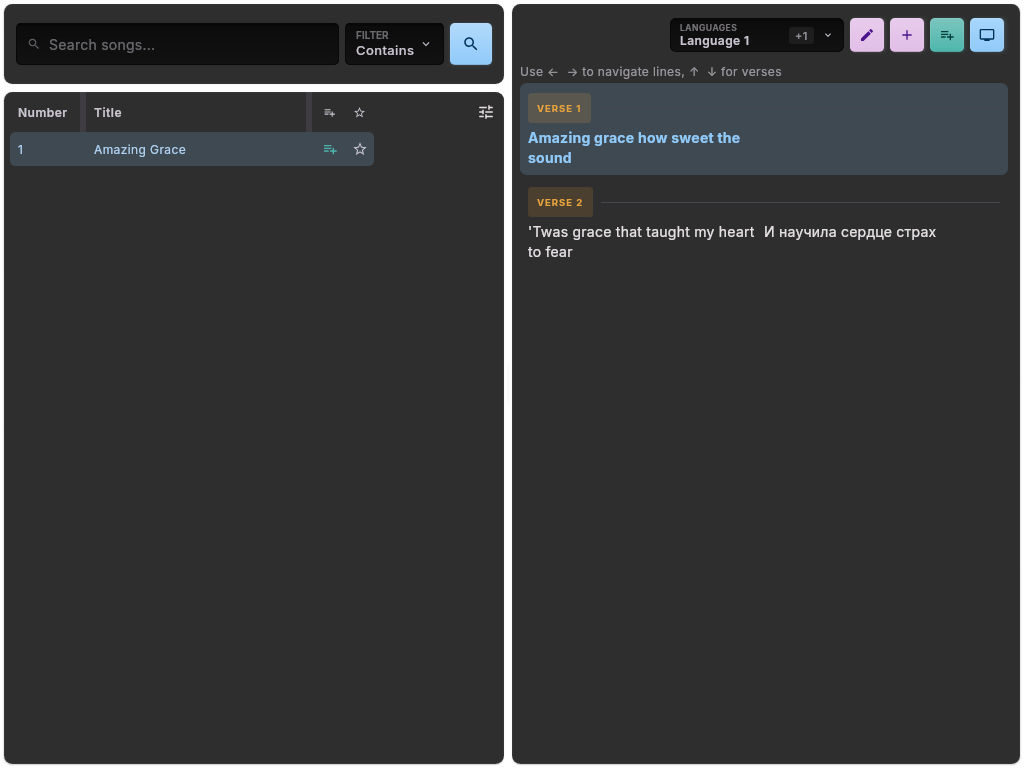 Search songs...
FILTER
Contains
Number Title
1 Amazing Grace
LANGUAGES
Language 1 +1
Use ← → to navigate lines, ↑ ↓ for verses
VERSE 1
Amazing grace how sweet the
sound
VERSE 2
'Twas grace that taught my heart
to fear
И научила сердце страх